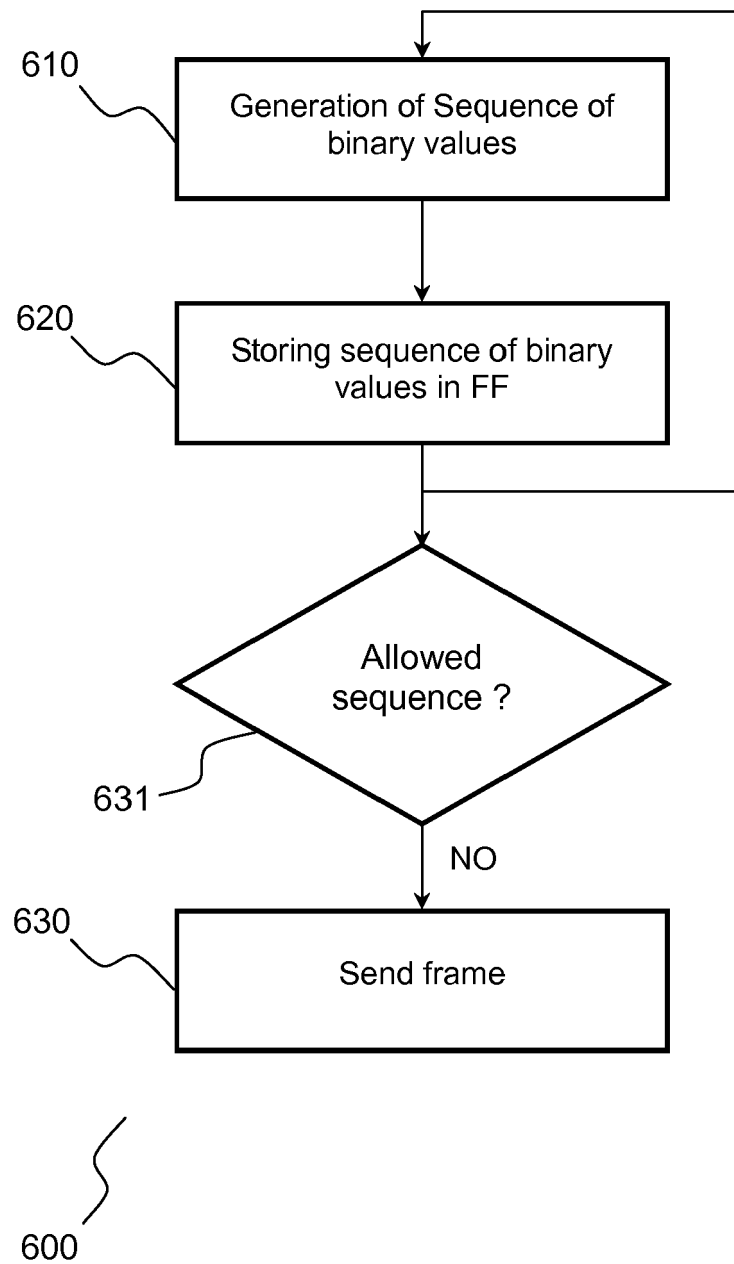 610
Generation of Sequence of
binary values
620
Storing sequence of binary
values in FF
Allowed
sequence ?
631
NO
630
Send frame
600